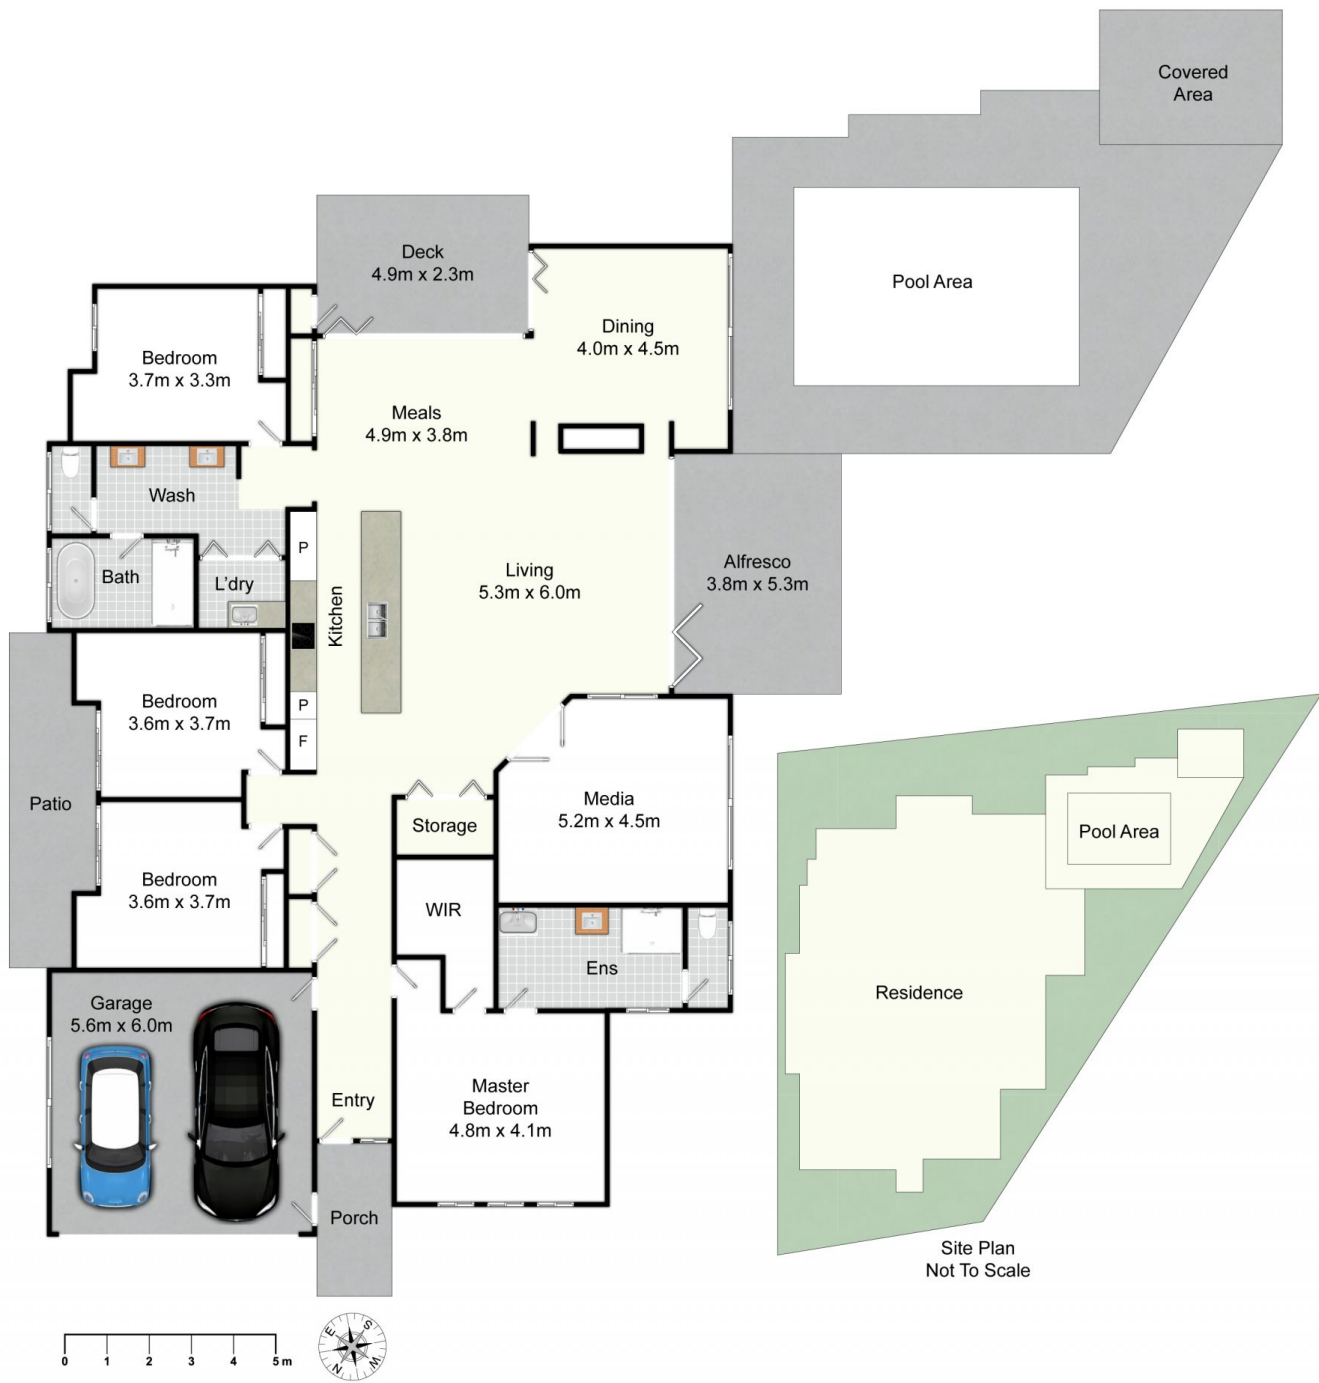 Covered
Area
Pool Area
Deck
4.9m x 2.3m
Dining
4.0m x 4.5m
Bedroom
3.7m x 3.3m
Meals
4.9m x 3.8m
Wash
P
Bath
L'dry
Kitchen
Living
5.3m x 6.0m
Alfresco
3.8m x 5.3m
Bedroom
3.6m x 3.7m
P
F
Patio
Media
5.2m x 4.5m
Storage
Bedroom
3.6m x 3.7m
WIR
Ens
Garage
5.6m x 6.0m
Entry
Master
Bedroom
4.8m x 4.1m
Porch
Pool Area
Residence
Site Plan
Not To Scale
0 1 2 3 4 5 m
E S
N W